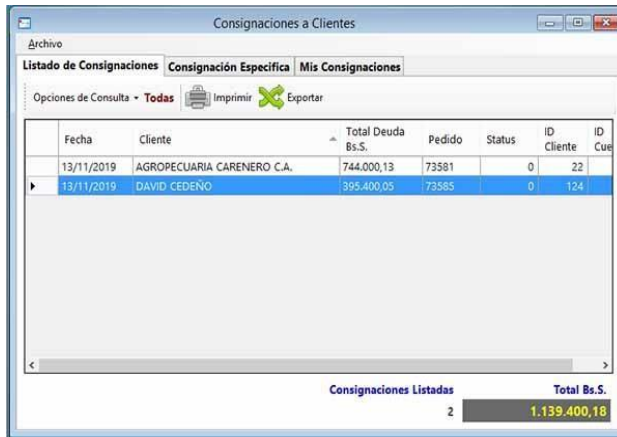 Consignaciones a Clientes
Archivo
Listado de Consignaciones Consignación Especifica Mis Consignaciones
Opciones de Consulta - Todas Imprimir Exportar
Fecha Cliente Total Deuda Bs.S. Pedido Status ID Cliente ID Cue
13/11/2019 AGROPECUARIA CARENERO C.A. 744.000,13 73581 0 22
13/11/2019 DAVID CEDEÑO 395.400,05 73585 0 124
Consignaciones Listadas Total Bs.S.
2 1.139.400,18